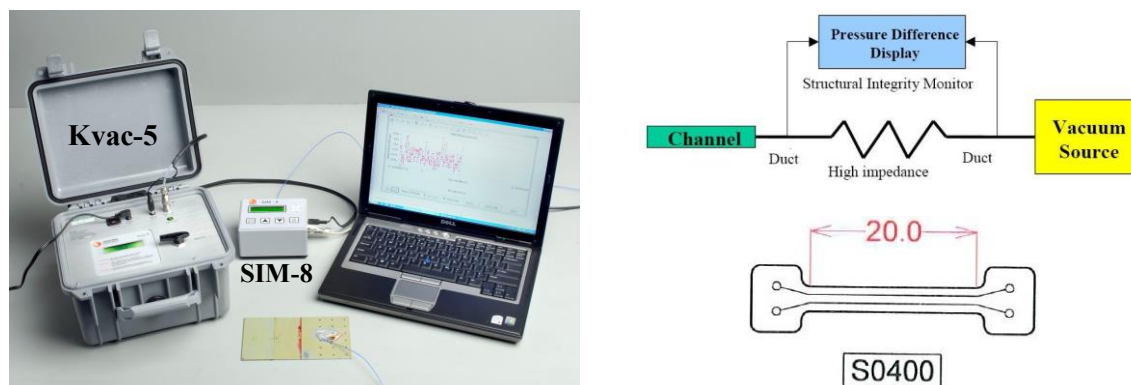 Kvac-5
SIM-8
DELL
Pressure Difference
Display
Structural Integrity Monitor
Channel
Duct
High impedance
Duct
Vacuum
Source
20.0
S0400